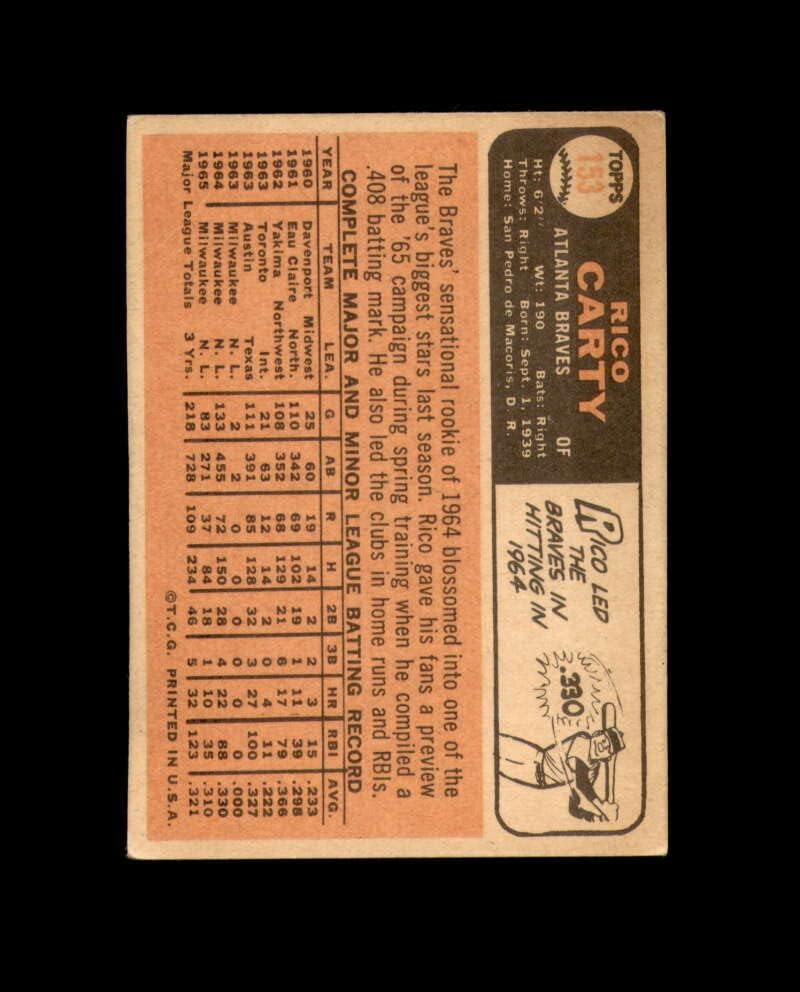 TOPPS
153
RICO
CARTY
OF
ATLANTA BRAVES
Ht: 6'2" Wt: 190 Bats: Right
Throws: Right Born: Sept. 1, 1939
Home: San Pedro de Macoris, D. R.
RICO LED
THE
BRAVES IN
HITTING IN
1964
.330
The Braves' sensational rookie of 1964 blossomed into one of the
league's biggest stars last season. Rico gave his fans a preview
of the '65 campaign during spring training when he compiled a
.408 batting mark. He also led the clubs in home runs and RBIs.
COMPLETE MAJOR AND MINOR LEAGUE BATTING RECORD
YEAR TEAM LEA. G AB R H 2B 3B HR RBI AVG.
1960 Davenport Midwest 25 60 19 14 2 2 3 15 .233
1961 Eau Claire North. 110 342 69 102 19 1 11 39 .298
1962 Yakima Northwest 108 352 68 129 21 6 17 79 .366
1963 Toronto Int. 21 63 12 14 2 0 4 11 .222
1963 Austin Texas 111 391 85 128 32 3 27 100 .327
1963 Milwaukee N. L. 2 2 0 0 0 0 0 0 .000
1964 Milwaukee N. L. 133 455 72 150 28 4 22 88 .330
1965 Milwaukee N. L. 83 271 37 84 18 1 10 35 .310
Major League Totals 3 Yrs. 218 728 109 234 46 5 32 123 .321
©T.C.G. PRINTED IN U.S.A.